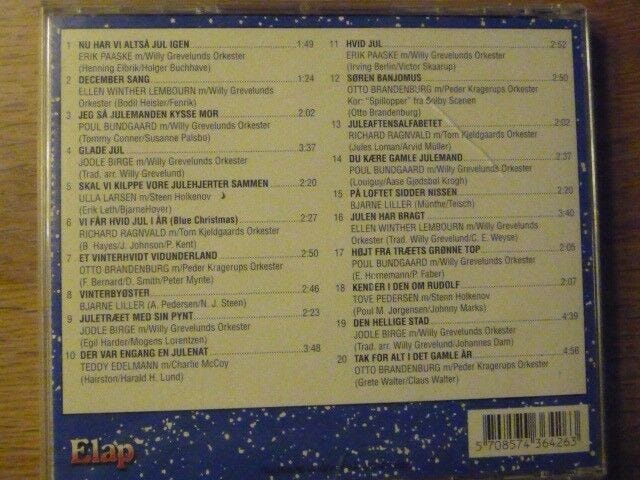 1 NU HAR VI ALTSÅ JUL IGEN 1:49
ERIK PAASKE m/Willy Grevelunds Orkester
(Henning Elbrik/Holger Buchhave)
2 DECEMBER SANG 1:24
ELLEN WINTHER LEMBOURN m/Willy Grevelunds
Orkester (Bodil Heisler/Fenrik)
3 JEG SÅ JULEMANDEN KYSSE MOR 2:02
POUL BUNDGAARD m/Willy Grevelunds Orkester
(Tommy Conner/Susanne Palsbo)
4 GLADE JUL 2:37
JODLE BIRGE m/Willy Grevelunds Orkester
(Trad. arr. Willy Grevelund)
5 SKAL VI KILPPE VORE JULEHJERTER SAMMEN 2:20
ULLA LARSEN m/Steen Holkenov
(Erik Leth/BjarneHoyer)
6 VI FÅR HVID JUL I ÅR (Blue Christmas) 2:27
RICHARD RAGNVALD m/Tom Kjeldgaards Orkester
(B. Hayes/J. Johnson/P. Kent)
7 ET VINTERHVIDT VIDUNDERLAND 2:50
OTTO BRANDENBURG m/Peder Kragerups Orkester
(F. Bernard/D. Smith/Peter Mynte)
8 VINTERBYØSTER 2:46
BJARNE LILLER (A. Pedersen/N. J. Steen)
9 JULETRÆET MED SIN PYNT 2:23
JODLE BIRGE m/Willy Grevelunds Orkester
(Egil Harder/Mogens Lorentzen)
10 DER VAR ENGANG EN JULENAT 3:48
TEDDY EDELMANN m/Charlie McCoy
(Hairston/Harald H. Lund)
11 HVID JUL 2:52
ERIK PAASKE m/Willy Grevelunds Orkester
(Irving Berlin/Victor Skaarup)
12 SØREN BANJOMUS 2:50
OTTO BRANDENBURG m/Peder Kragerups Orkester
Kor: "Spillopper" fra Solby Scenen
(Otto Brandenburg)
13 JULEAFTENSALFABETET 2:02
RICHARD RAGNVALD m/Tom Kjeldgaards Orkester
(Jules Loman/Arvid Müller)
14 DU KÆRE GAMLE JULEMAND 2:37
POUL BUNDGAARD m/Willy Grevelunds Orkester
(Louiguy/Aase Gjødsbøl Krogh)
15 PÅ LOFTET SIDDER NISSEN 2:20
BJARNE LILLER (Münthe/Teisch)
16 JULEN HAR BRAGT 3:40
ELLEN WINTHER LEMBOURN m/Willy Grevelunds
Orkester (Trad. Willy Grevelund/C. E. Weyse)
17 HØJT FRA TRÆETS GRØNNE TOP 2:05
POUL BUNDGAARD m/Willy Grevelunds Orkester
(E. Hornemann/P. Faber)
18 KENDER I DEN OM RUDOLF 2:07
TOVE PEDERSEN m/Stenn Holkenov
(Poul M. Jørgensen/Johnny Marks)
19 DEN HELLIGE STAD 4:39
JODLE BIRGE m/Willy Grevelunds Orkester
(Trad. arr. Willy Grevelund/Johannes Dam)
20 TAK FOR ALT I DET GAMLE ÅR 4:56
OTTO BRANDENBURG m/Peder Kragerups Orkester
(Grete Walter/Claus Walter)
Elap
5 708574 364263